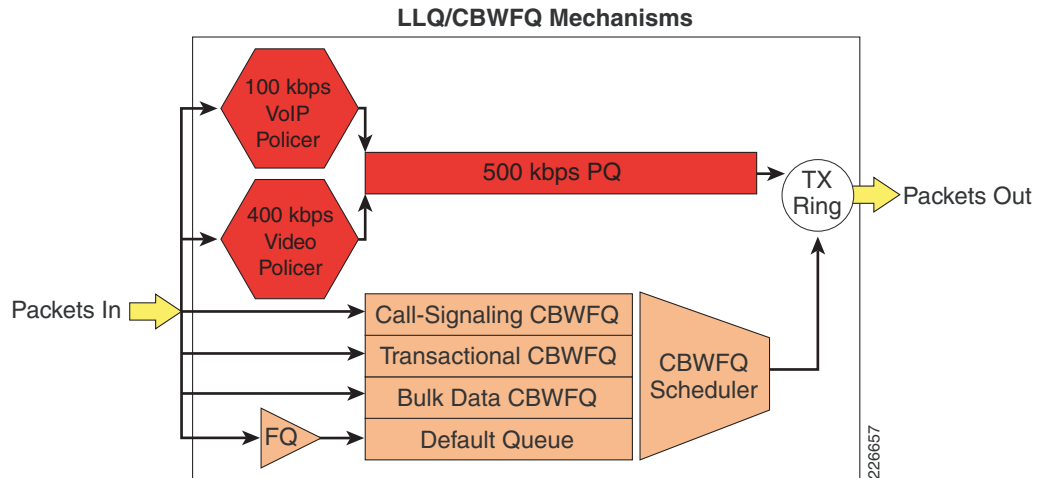 LLQ/CBWFQ Mechanisms
100 kbps
VoIP
Policer
500 kbps PQ
TX
Ring
Packets Out
400 kbps
Video
Policer
Packets In
Call-Signaling CBWFQ
Transactional CBWFQ
Bulk Data CBWFQ
FQ
Default Queue
CBWFQ
Scheduler
226657